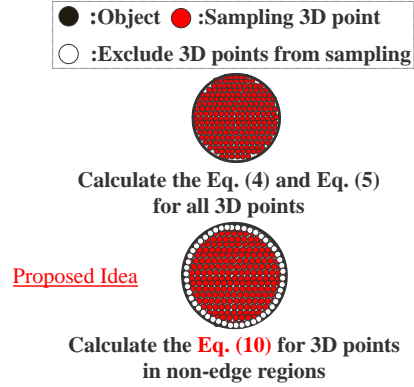 :Object :Sampling 3D point
:Exclude 3D points from sampling
Calculate the Eq. (4) and Eq. (5)
for all 3D points
Proposed Idea
Calculate the Eq. (10) for 3D points
in non-edge regions